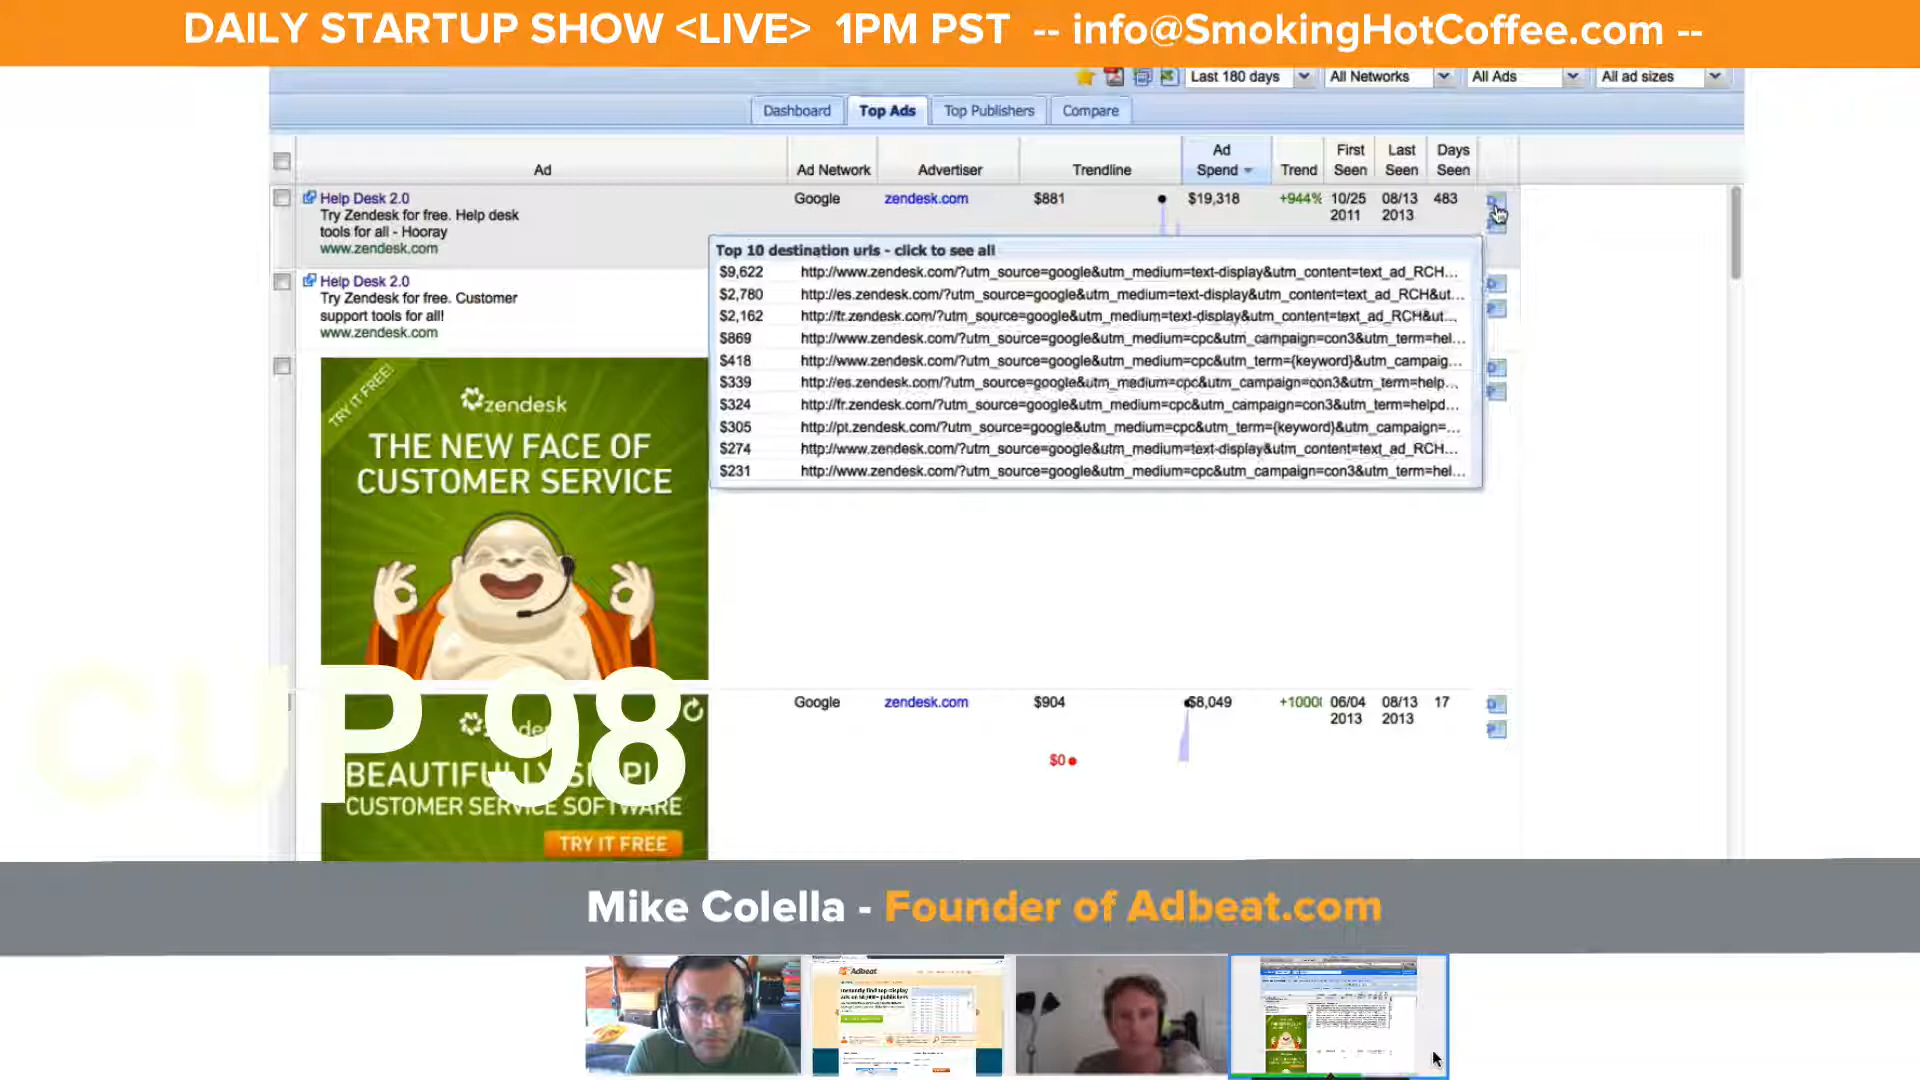 DAILY STARTUP SHOW <LIVE> 1PM PST -- info@SmokingHotCoffee.com --
Last 180 days All Networks All Ads All ad sizes
Dashboard Top Ads Top Publishers Compare
Ad Ad Network Advertiser Trendline Ad Spend Trend First Seen Last Seen Days Seen
Help Desk 2.0 Google zendesk.com $881 $19,318 +944% 10/25 2011 08/13 2013 483
Try Zendesk for free. Help desk
tools for all - Hooray
www.zendesk.com
Top 10 destination urls - click to see all
$9,622 http://www.zendesk.com/?utm_source=google&utm_medium=text-display&utm_content=text_ad_RCH...
$2,780 http://es.zendesk.com/?utm_source=google&utm_medium=text-display&utm_content=text_ad_RCH&ut...
$2,162 http://fr.zendesk.com/?utm_source=google&utm_medium=text-display&utm_content=text_ad_RCH&ut...
$869 http://www.zendesk.com/?utm_source=google&utm_medium=cpc&utm_campaign=con3&utm_term=hel...
$418 http://www.zendesk.com/?utm_source=google&utm_medium=cpc&utm_term={keyword}&utm_campaig...
$339 http://es.zendesk.com/?utm_source=google&utm_medium=cpc&utm_campaign=con3&utm_term=help...
$324 http://fr.zendesk.com/?utm_source=google&utm_medium=cpc&utm_campaign=con3&utm_term=helpd...
$305 http://pt.zendesk.com/?utm_source=google&utm_medium=cpc&utm_term={keyword}&utm_campaign=...
$274 http://www.zendesk.com/?utm_source=google&utm_medium=text-display&utm_content=text_ad_RCH...
$231 http://www.zendesk.com/?utm_source=google&utm_medium=cpc&utm_campaign=con3&utm_term=hel...
Help Desk 2.0
Try Zendesk for free. Customer
support tools for all!
www.zendesk.com
TRY IT FREE!
zendesk
THE NEW FACE OF
CUSTOMER SERVICE
Google zendesk.com $904 $8,049 06/04 2013 08/13 2013 17
$0
CUP 98
CUSTOMER SERVICE SOFTWARE
TRY IT FREE
Mike Colella - Founder of Adbeat.com
Adbeat
Instantly find top display
ads on